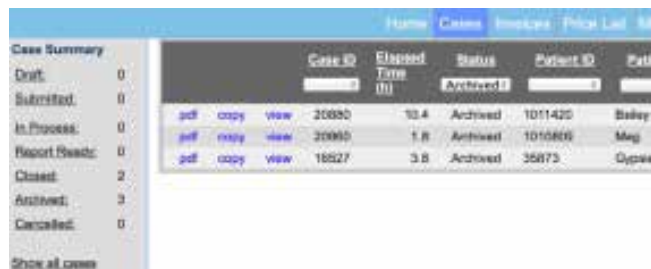 Home Cases Invoices Price List
Case Summary
Draft: 0
Submitted: 0
In Process: 0
Report Ready: 0
Closed: 2
Archived: 3
Cancelled: 0
Show all cases
Case ID Elapsed Time (h) Status Patient ID
Archived
pdf copy view 20880 10.4 Archived 1011420 Bailey
pdf copy view 20860 1.8 Archived Meg
pdf copy view 16527 3.8 Archived 35873